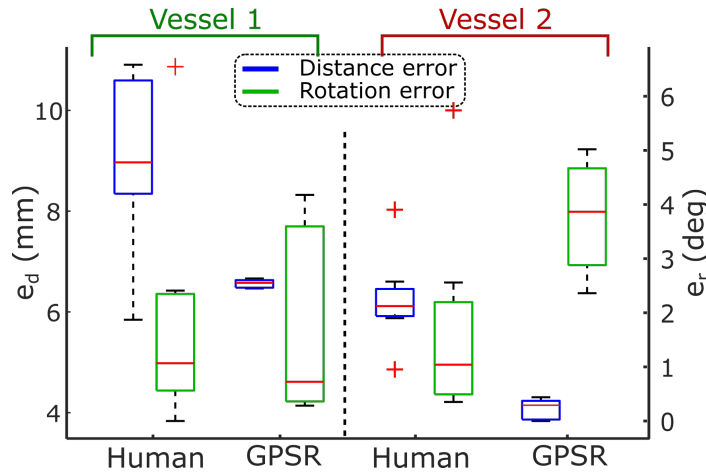 Vessel 1
Vessel 2
Distance error
Rotation error
e_d (mm)
10
8
6
4
e_r (deg)
6
5
4
3
2
1
0
Human
GPSR
Human
GPSR